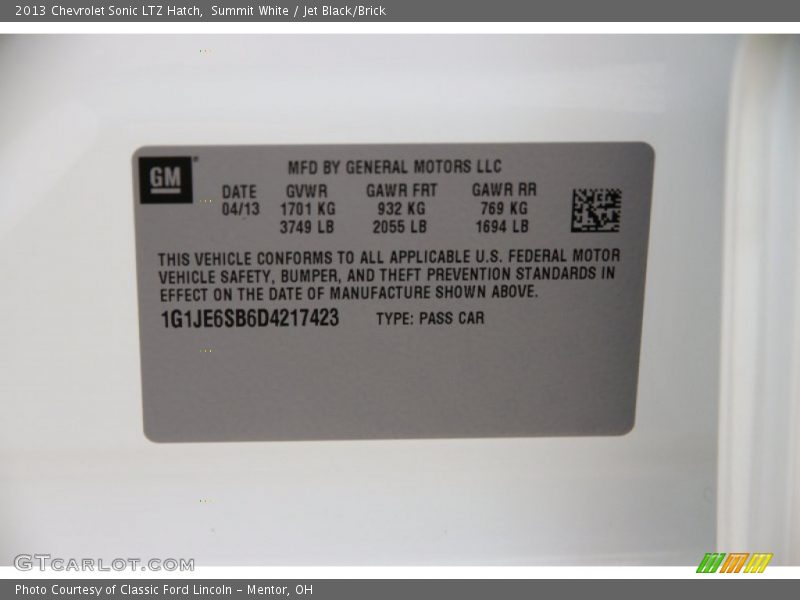 2013 Chevrolet Sonic LTZ Hatch,  Summit White / Jet Black/Brick
GM
MFD BY GENERAL MOTORS LLC
DATE GVWR GAWR FRT GAWR RR
04/13 1701 KG 932 KG 769 KG
3749 LB 2055 LB 1694 LB
THIS VEHICLE CONFORMS TO ALL APPLICABLE U.S. FEDERAL MOTOR
VEHICLE SAFETY, BUMPER, AND THEFT PREVENTION STANDARDS IN
EFFECT ON THE DATE OF MANUFACTURE SHOWN ABOVE.
1G1JE6SB6D4217423 TYPE: PASS CAR
GTCARLOT.COM
Photo Courtesy of Classic Ford Lincoln - Mentor, OH